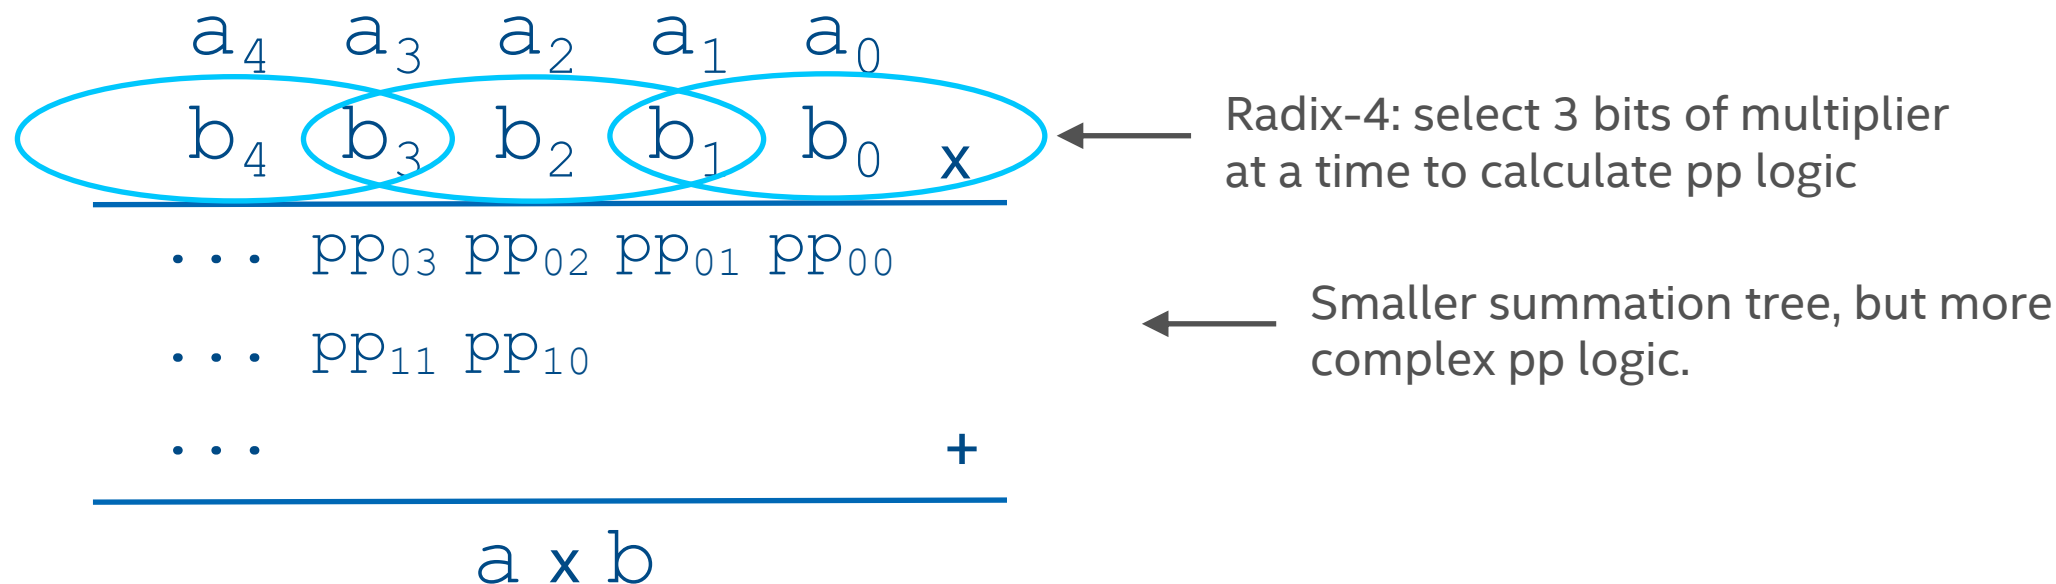 a₄ a₃ a₂ a₁ a₀
b₄ b₃ b₂ b₁ b₀ x
Radix-4: select 3 bits of multiplier
at a time to calculate pp logic
... pp₀₃ pp₀₂ pp₀₁ pp₀₀
... pp₁₁ pp₁₀
Smaller summation tree, but more
complex pp logic.
... +
a x b